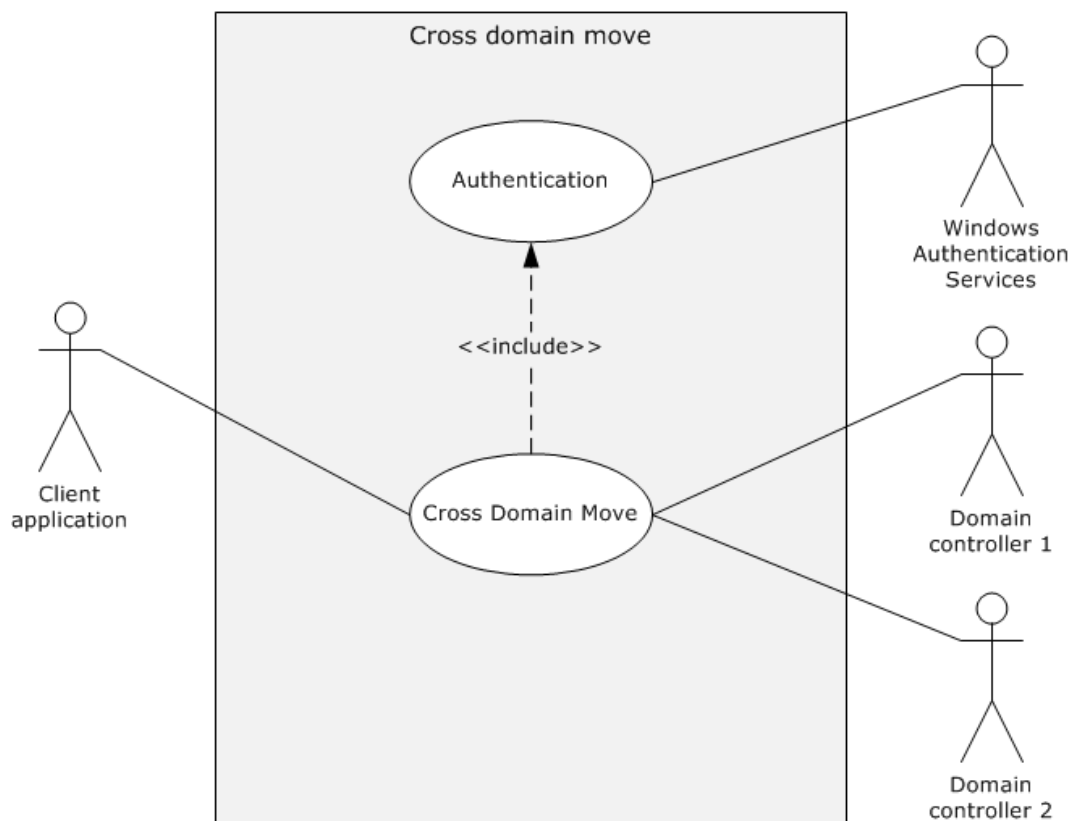 Cross domain move
Authentication
Windows
Authentication
Services
<<include>>
Client
application
Cross Domain Move
Domain
controller 1
Domain
controller 2